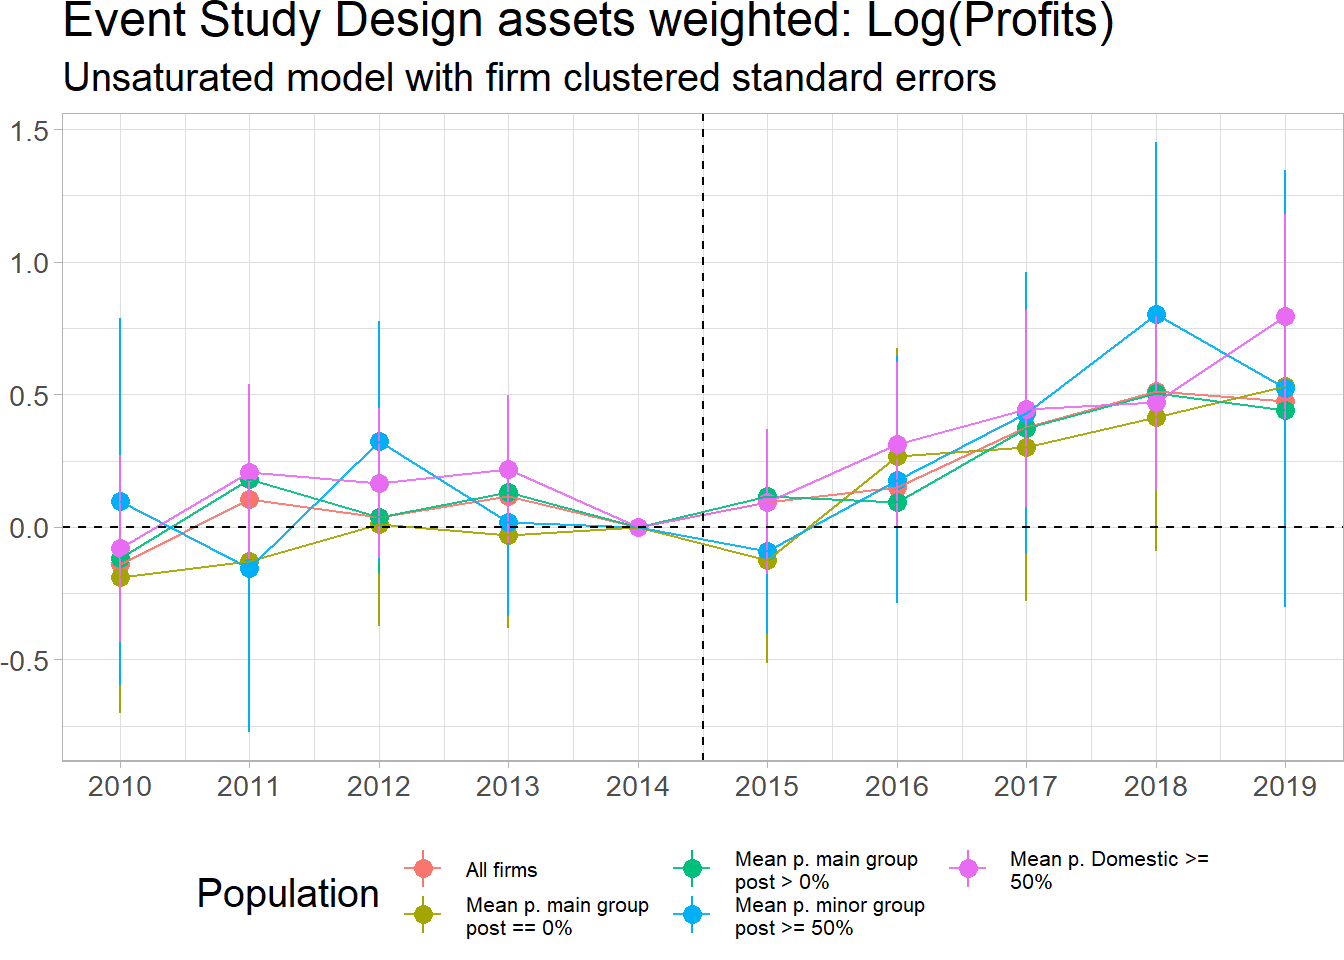 Event Study Design assets weighted: Log(Profits)
Unsaturated model with firm clustered standard errors
1.5
1.0
0.5
0.0
-0.5
2010 2011 2012 2013 2014 2015 2016 2017 2018 2019
Population
All firms
Mean p. main group
post == 0%
Mean p. main group
post > 0%
Mean p. minor group
post >= 50%
Mean p. Domestic >=
50%